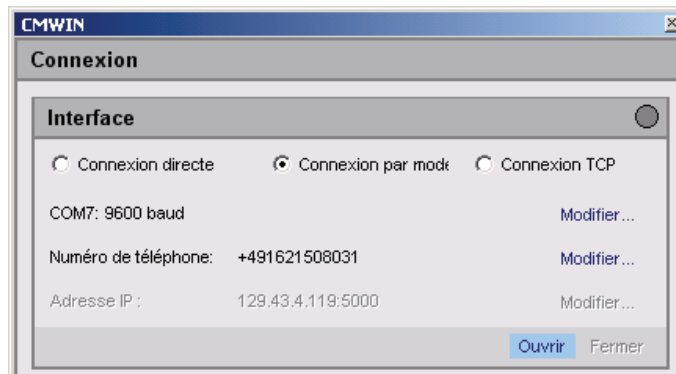 CMWIN
Connexion
Interface
Connexion directe Connexion par mode Connexion TCP
COM7: 9600 baud Modifier...
Numéro de téléphone: +491621508031 Modifier...
Adresse IP : 129.43.4.119:5000 Modifier...
Ouvrir Fermer